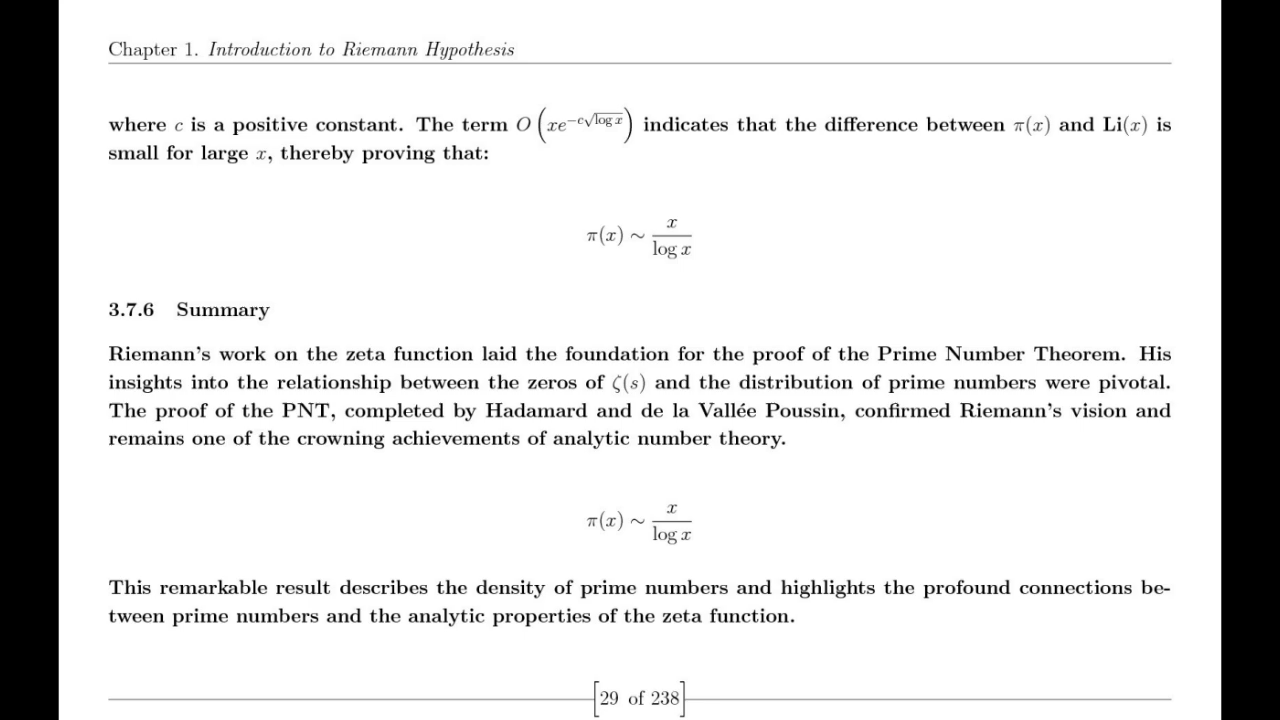 Chapter 1. Introduction to Riemann Hypothesis
where c is a positive constant. The term O(xe^{-c√(log x)}) indicates that the difference between π(x) and Li(x) is
small for large x, thereby proving that:
π(x) ∼ x / log x
3.7.6 Summary
Riemann's work on the zeta function laid the foundation for the proof of the Prime Number Theorem. His
insights into the relationship between the zeros of ζ(s) and the distribution of prime numbers were pivotal.
The proof of the PNT, completed by Hadamard and de la Vallée Poussin, confirmed Riemann's vision and
remains one of the crowning achievements of analytic number theory.
π(x) ∼ x / log x
This remarkable result describes the density of prime numbers and highlights the profound connections be-
tween prime numbers and the analytic properties of the zeta function.
[29 of 238]